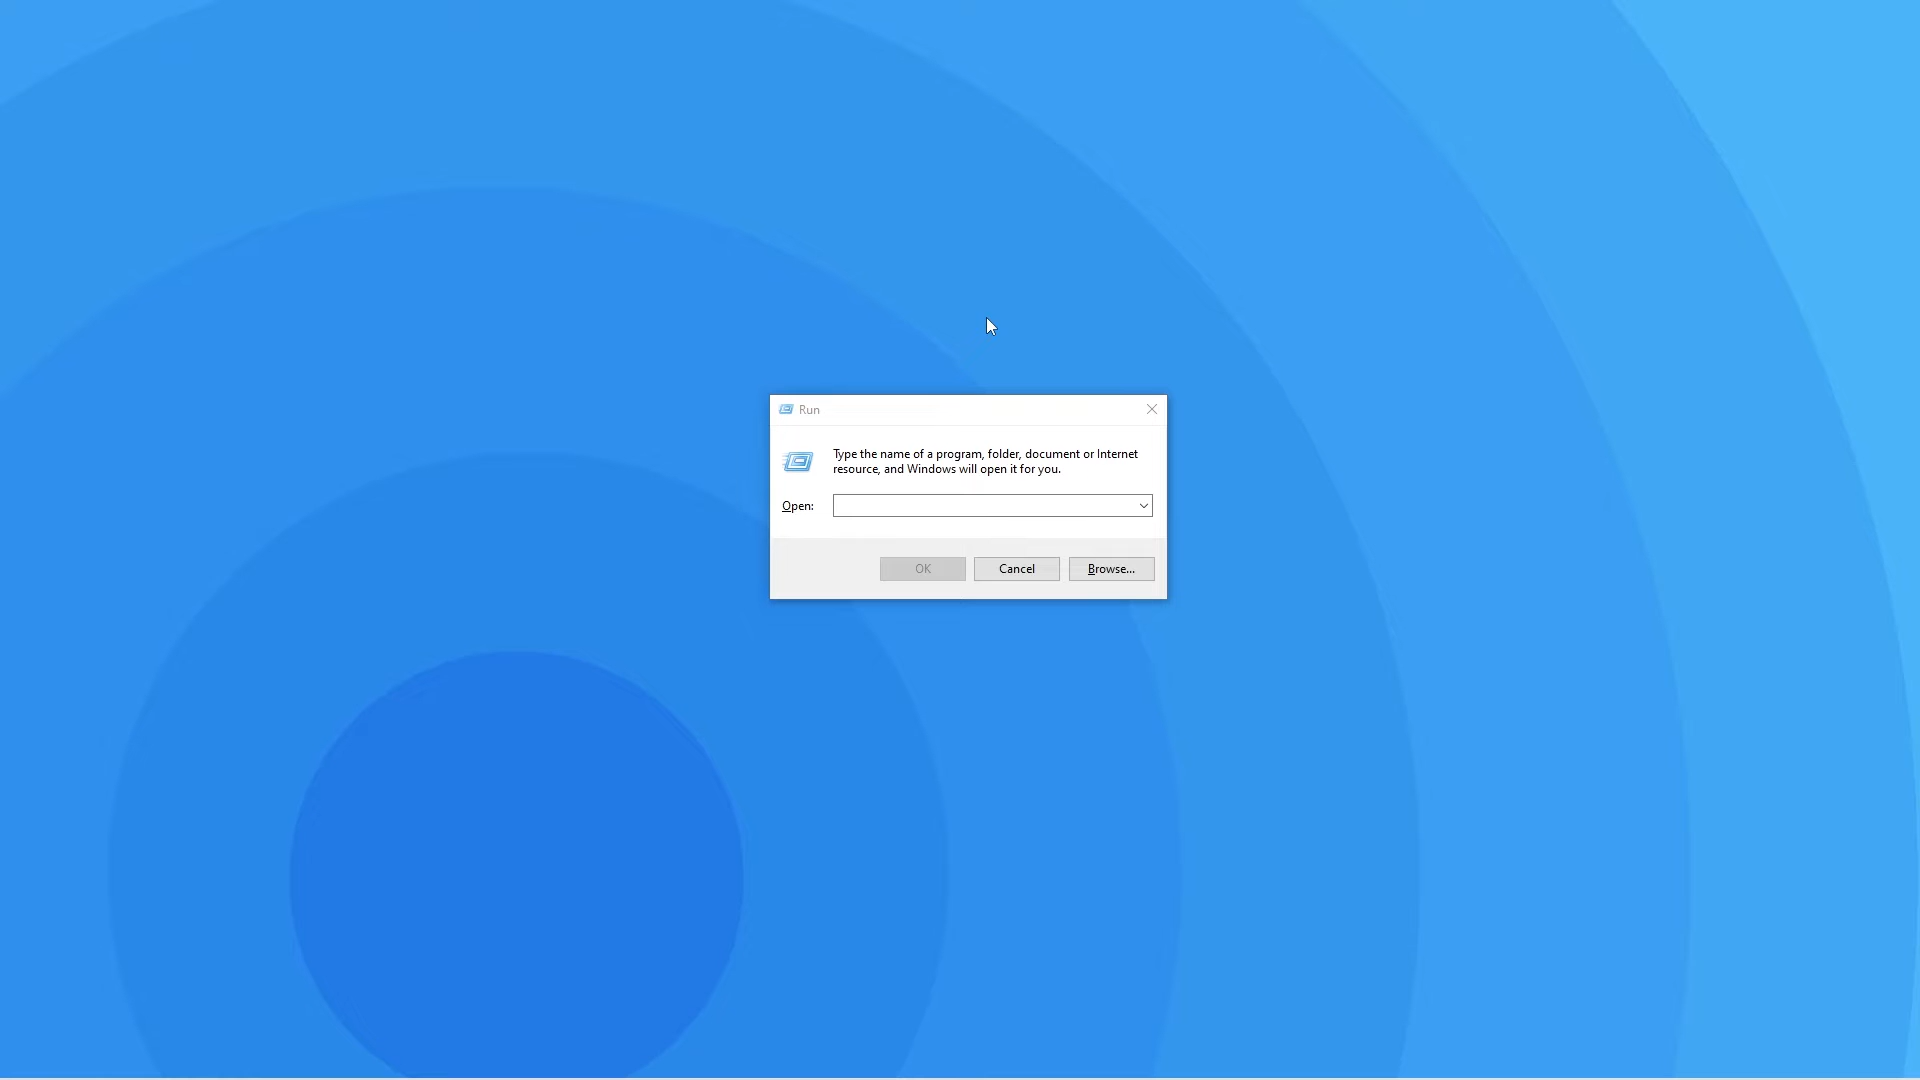 Run
Type the name of a program, folder, document or Internet
resource, and Windows will open it for you.
Open:
OK
Cancel
Browse...